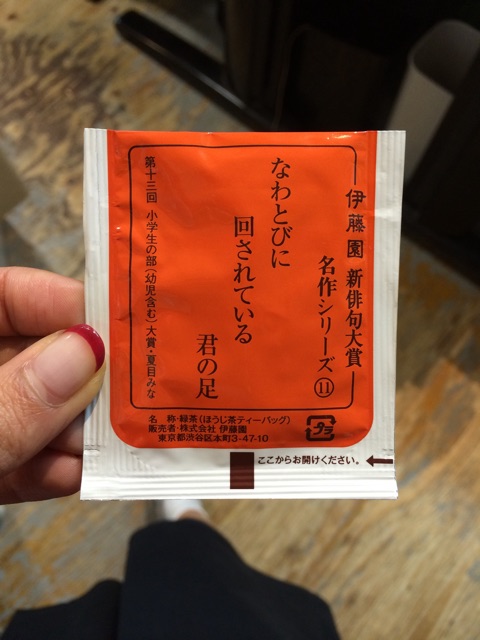 伊藤園 新俳句大賞
名作シリーズ⑪
なわとびに
回されている
君の足
第十三回 小学生の部(幼児含む)大賞・夏目みな
名 称・緑茶(ほうじ茶ティーバッグ)
販売者・株式会社 伊藤園
東京都渋谷区本町3-47-10
プラ
ここからお開けください。